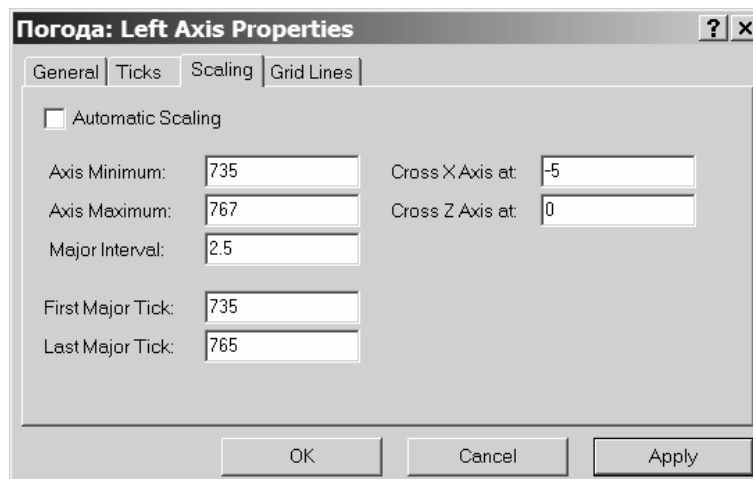 Погода: Left Axis Properties
General Ticks Scaling Grid Lines
Automatic Scaling
Axis Minimum: 735 Cross X Axis at: -5
Axis Maximum: 767 Cross Z Axis at: 0
Major Interval: 2.5
First Major Tick: 735
Last Major Tick: 765
OK Cancel Apply